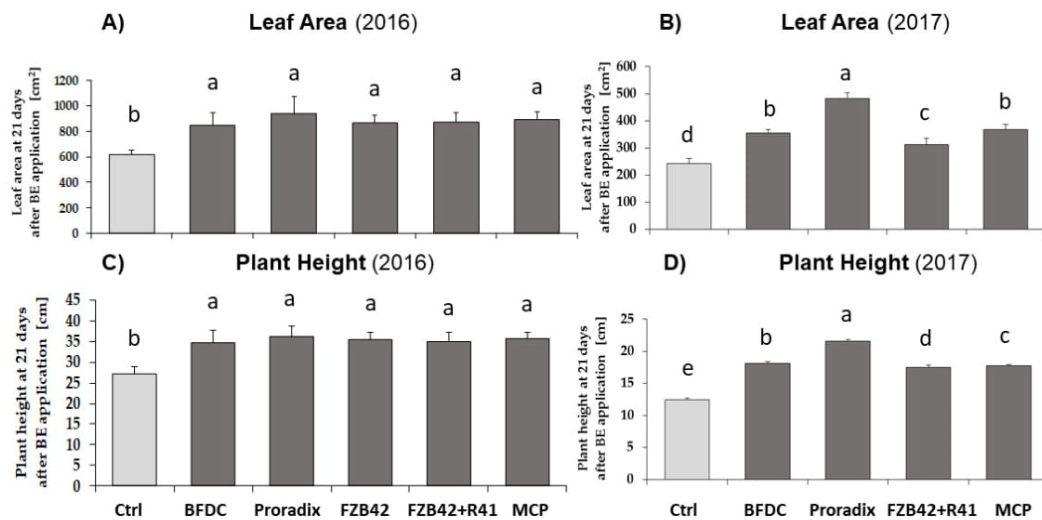 A) Leaf Area (2016)
Leaf area at 21 days
after BE application [cm²]
1200
1000
800
600
400
200
0
b
a
a
a
a
a
B) Leaf Area (2017)
Leaf area at 21 days
after BE application [cm²]
600
500
400
300
200
100
0
d
b
a
c
b
C) Plant Height (2016)
Plant height at 21 days
after BE application [cm]
45
40
35
30
25
20
15
10
5
0
b
a
a
a
a
a
Ctrl BFDC Proradix FZB42 FZB42+R41 MCP
D) Plant Height (2017)
Plant height at 21 days
after BE application [cm]
25
20
15
10
5
0
e
b
a
d
c
Ctrl BFDC Proradix FZB42+R41 MCP